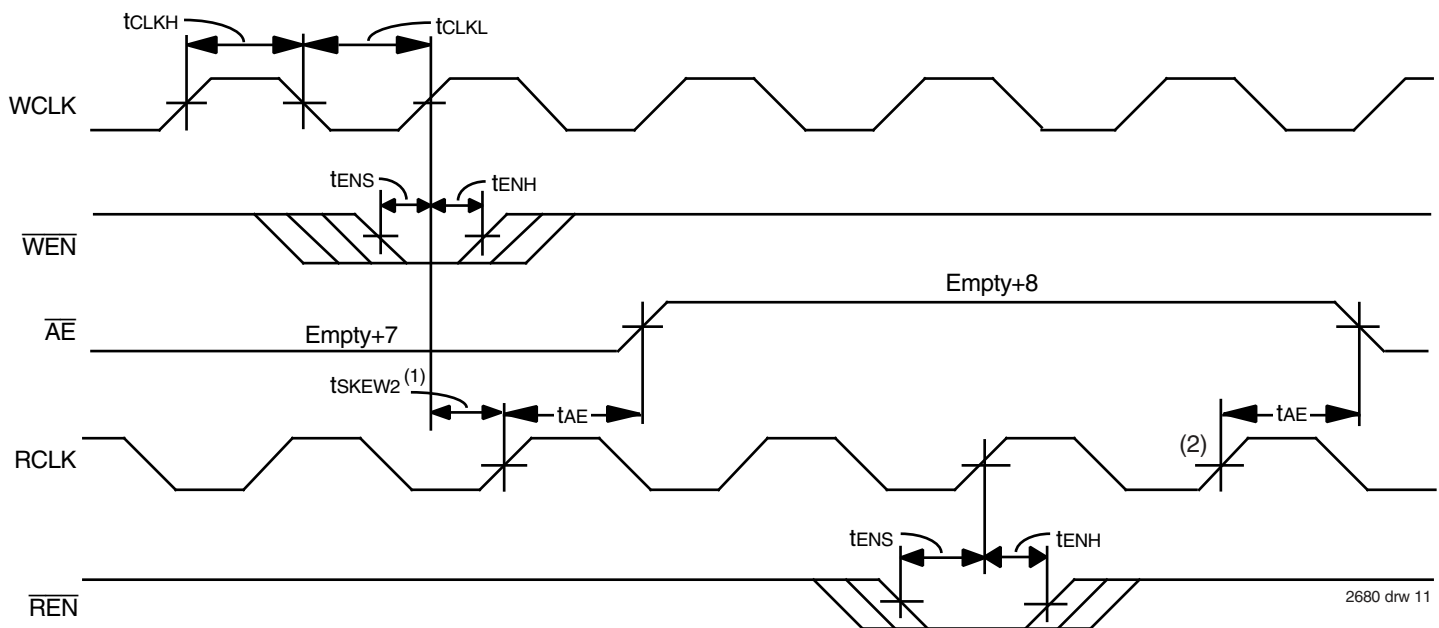 tCLKH tCLKL
WCLK
tENS tENH
WEN
Empty+8
AE
Empty+7
tSKEW2 (1)
tAE tAE
RCLK (2)
tENS tENH
REN
2680 drw 11